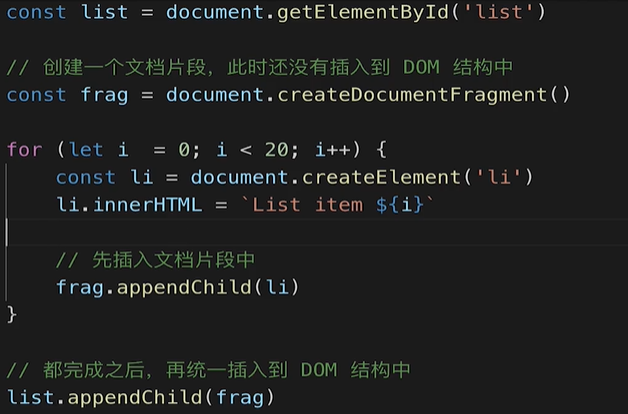 const list = document.getElementById('list')
// 创建一个文档片段，此时还没有插入到 DOM 结构中
const frag = document.createDocumentFragment()
for (let i  = 0; i < 20; i++) {
    const li = document.createElement('li')
    li.innerHTML = `List item ${i}`
    // 先插入文档片段中
    frag.appendChild(li)
}
// 都完成之后，再统一插入到 DOM 结构中
list.appendChild(frag)